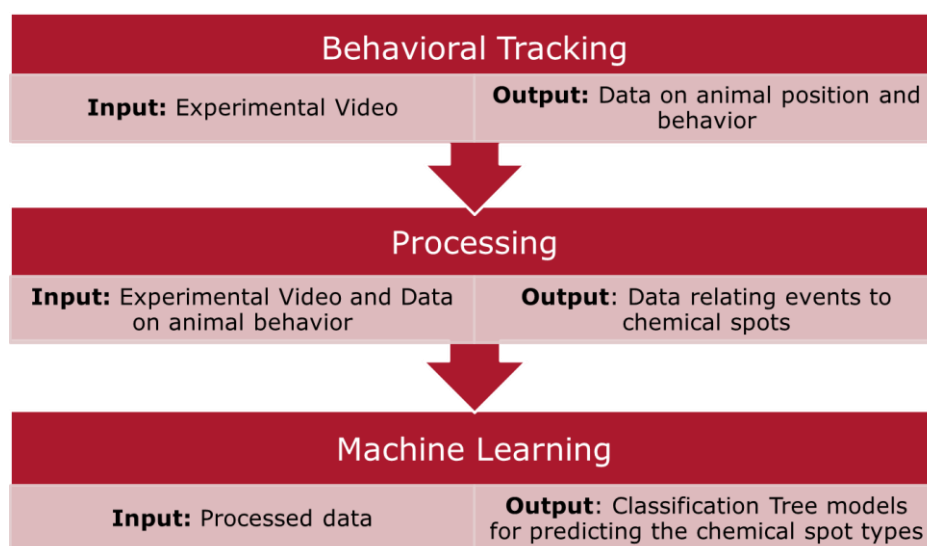 Behavioral Tracking
Input: Experimental Video
Output: Data on animal position and
behavior
Processing
Input: Experimental Video and Data
on animal behavior
Output: Data relating events to
chemical spots
Machine Learning
Input: Processed data
Output: Classification Tree models
for predicting the chemical spot types